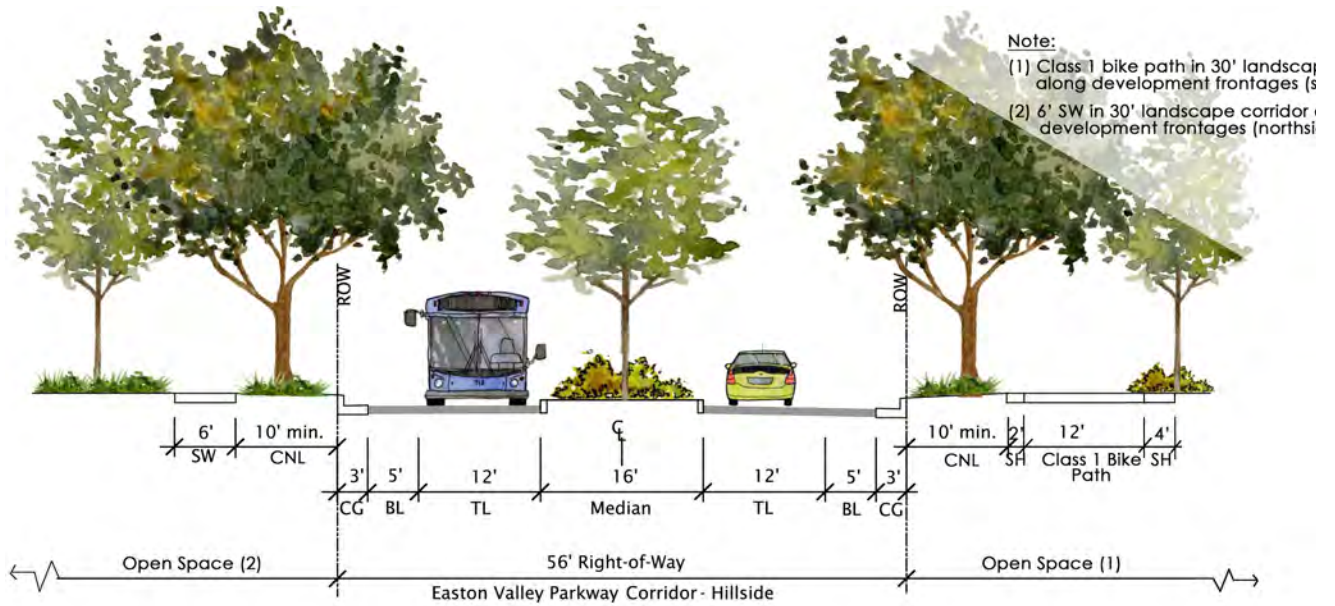 Note:
(1) Class 1 bike path in 30' landscap
along development frontages (s
(2) 6' SW in 30' landscape corridor
development frontages (northsi
ROW
ROW
TLE
6' 10' min. ℄ 10' min. 2' 12' 4'
SW CNL CNL SH Class 1 Bike SH
Path
3' 5' 12' 16' 12' 5' 3'
CG BL TL Median TL BL CG
Open Space (2) 56' Right-of-Way Open Space (1)
Easton Valley Parkway Corridor - Hillside